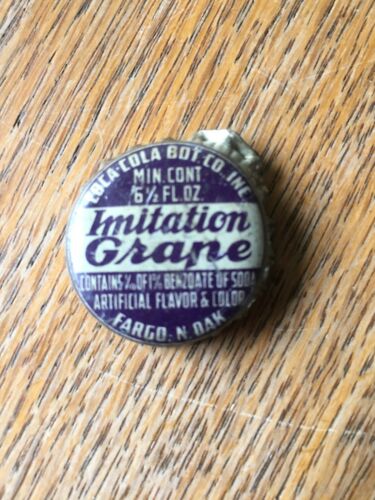 COCA-COLA BOT. CO. INC.
MIN. CONT.
6½ FL. OZ.
Imitation
Grape
CONTAINS 1/10 OF 1% BENZOATE OF SODA
ARTIFICIAL FLAVOR & COLOR
FARGO, N. DAK.